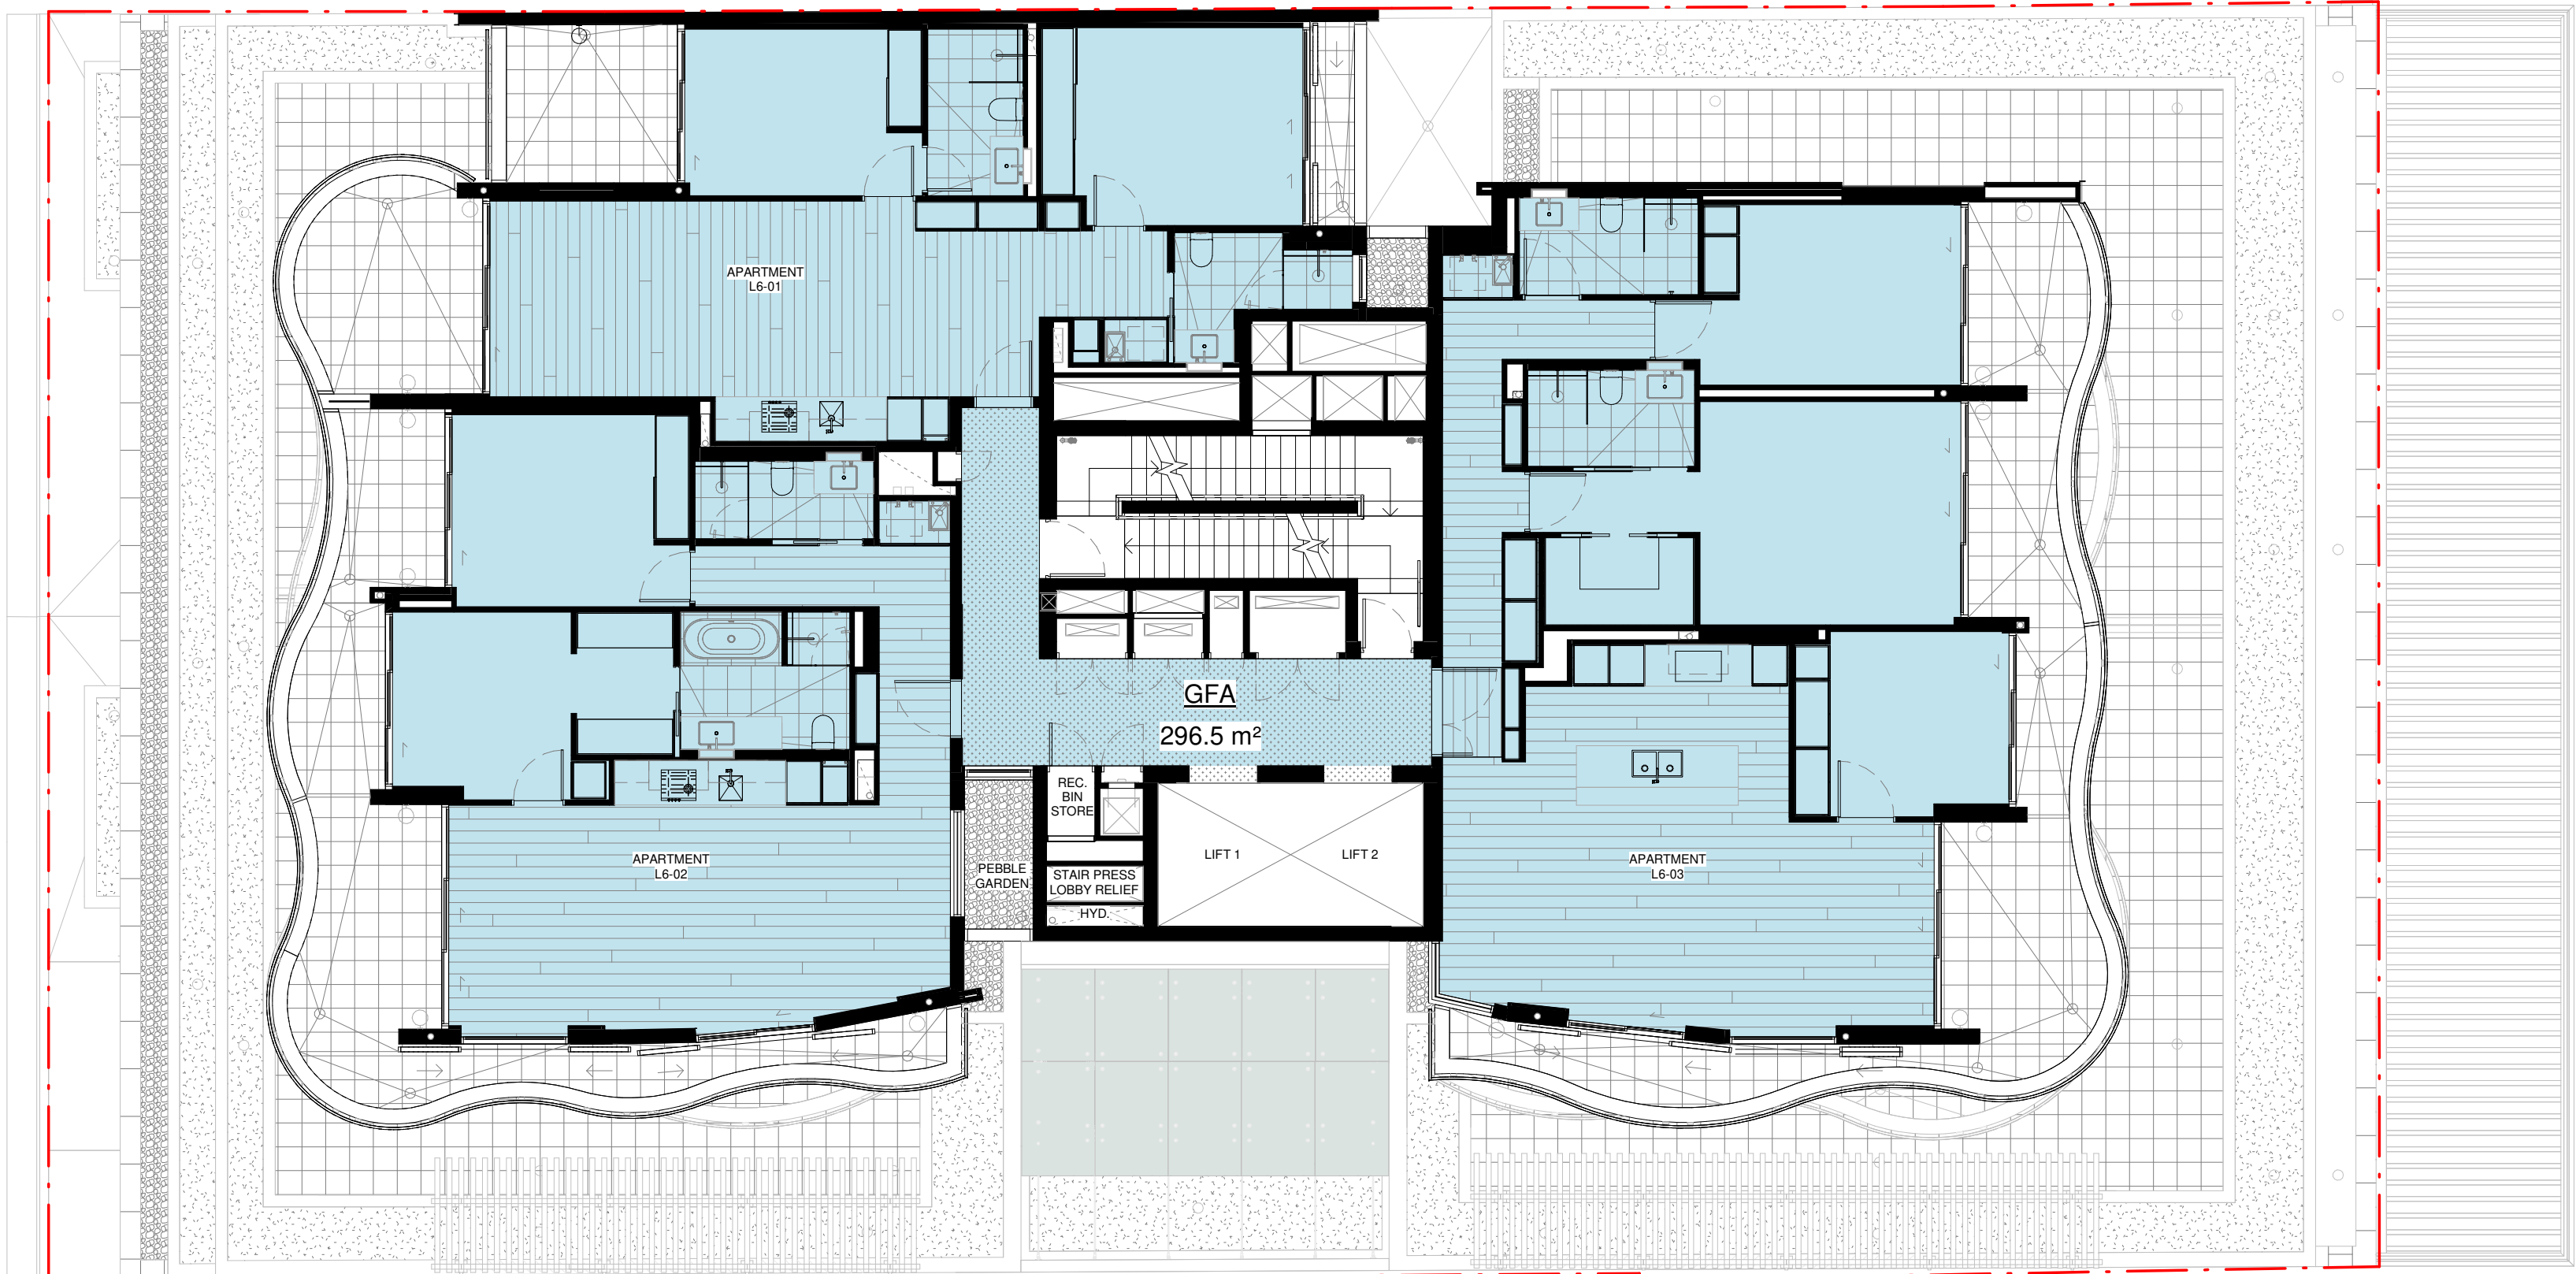 APARTMENT
L6-01
GFA
296.5 m²
REC.
BIN
STORE
APARTMENT
L6-02
PEBBLE
GARDEN
STAIR PRESS
LOBBY RELIEF
HYD.
LIFT 1
LIFT 2
APARTMENT
L6-03